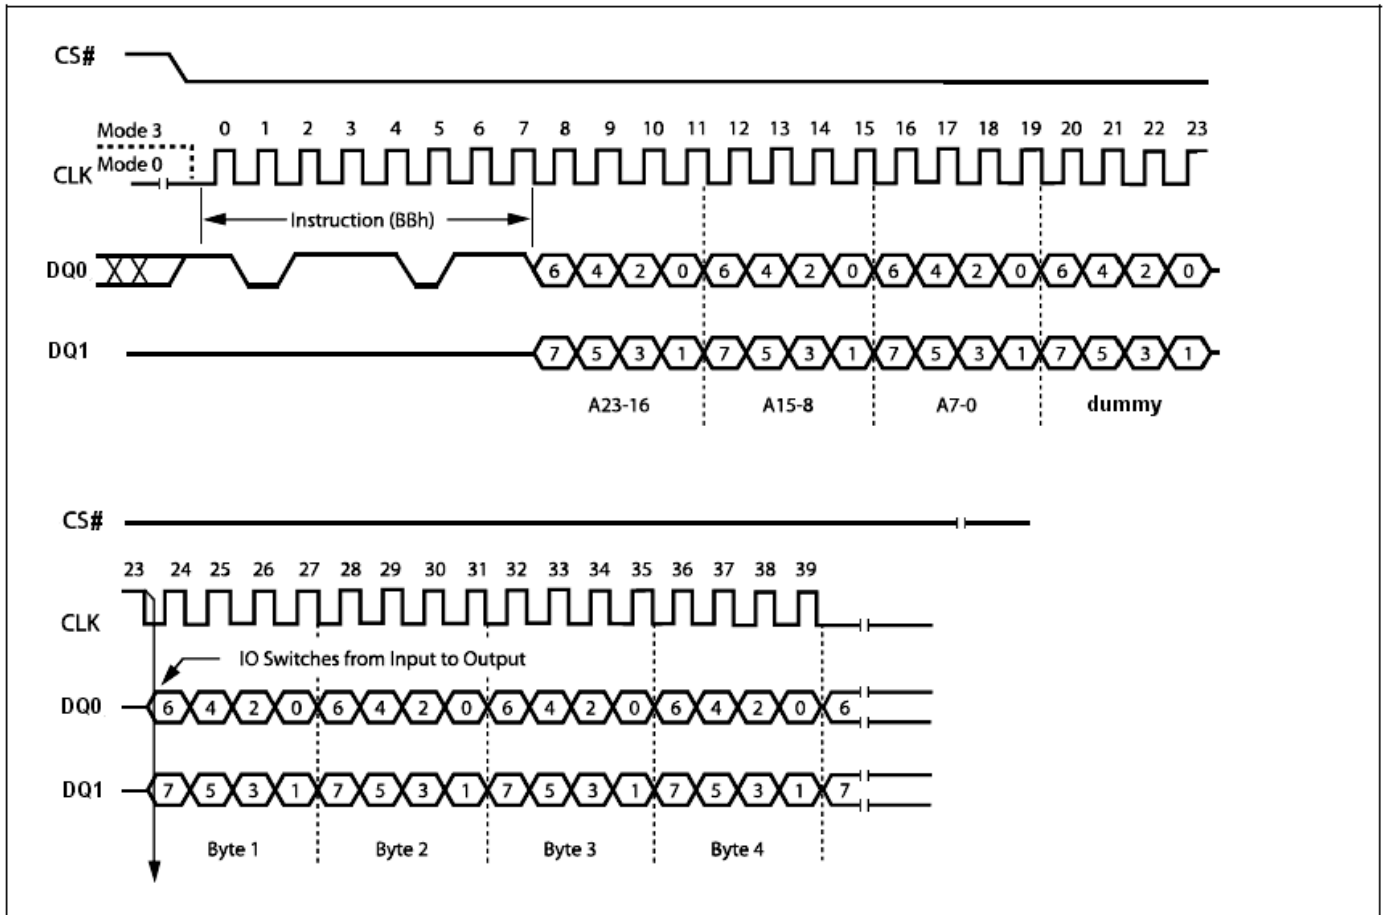 CS#
Mode 3
0 1 2 3 4 5 6 7 8 9 10 11 12 13 14 15 16 17 18 19 20 21 22 23
Mode 0
CLK
Instruction (BBh)
DQ0 6 4 2 0 6 4 2 0 6 4 2 0 6 4 2 0
DQ1 7 5 3 1 7 5 3 1 7 5 3 1 7 5 3 1
A23-16 A15-8 A7-0 dummy
CS#
23 24 25 26 27 28 29 30 31 32 33 34 35 36 37 38 39
CLK
IO Switches from Input to Output
DQ0 6 4 2 0 6 4 2 0 6 4 2 0 6 4 2 0 6
DQ1 7 5 3 1 7 5 3 1 7 5 3 1 7 5 3 1 7
Byte 1 Byte 2 Byte 3 Byte 4